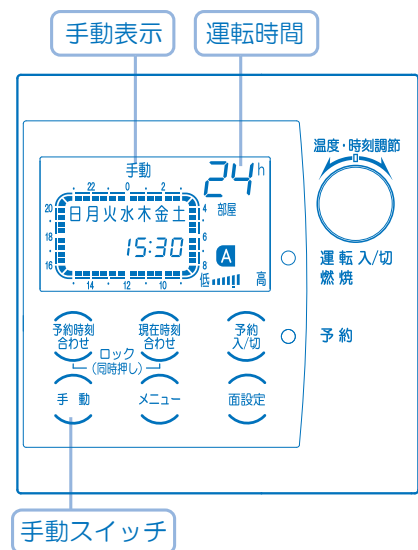 手動表示
運転時間
温度・時刻調節
手動
24h
22 0 2
20 日月火水木金土 4 部屋
18 6
15:30 A
16 8
14 12 10 低 高
運転 入/切
燃焼
予約時刻
合わせ
現在時刻
合わせ
予約
入/切
予約
ロック
(同時押し)
手動
メニュー
面設定
手動スイッチ